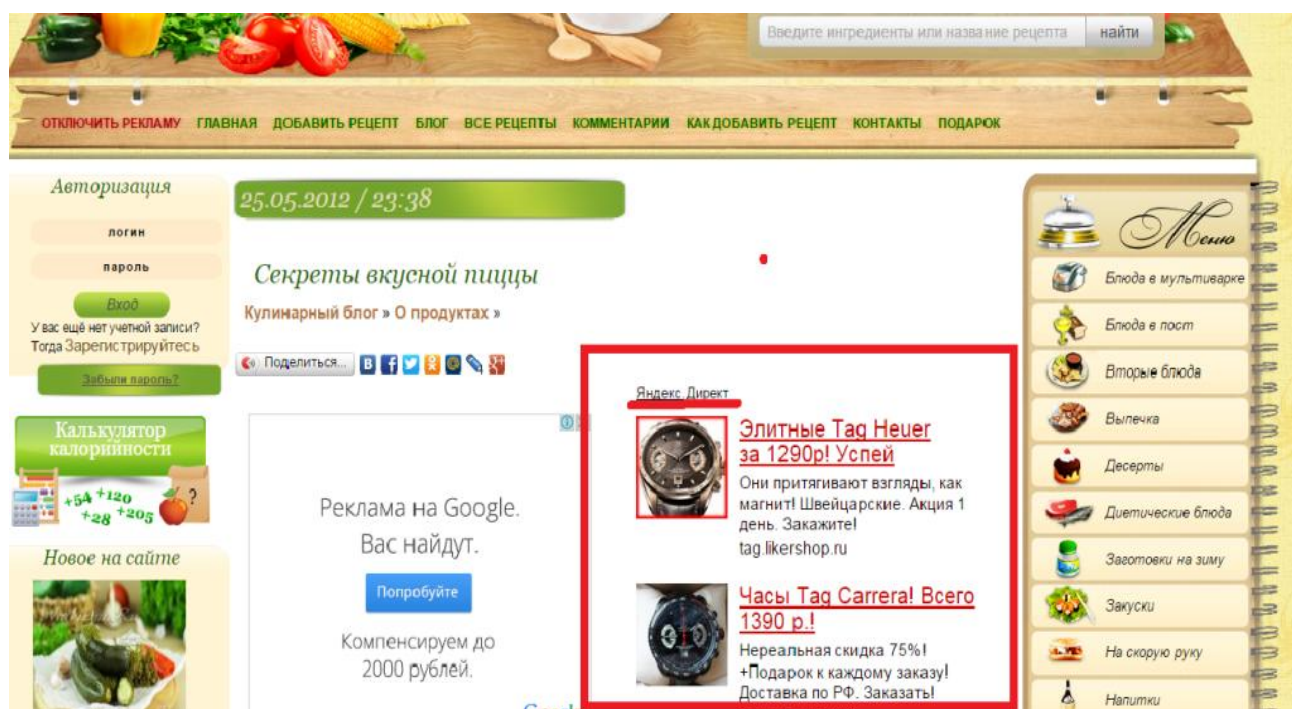 Введите ингредиенты или название рецепта
найти
ОТКЛЮЧИТЬ РЕКЛАМУ ГЛАВНАЯ ДОБАВИТЬ РЕЦЕПТ БЛОГ ВСЕ РЕЦЕПТЫ КОММЕНТАРИИ КАК ДОБАВИТЬ РЕЦЕПТ КОНТАКТЫ ПОДАРОК
Авторизация
логин
пароль
Вход
У вас ещё нет учетной записи?
Тогда Зарегистрируйтесь
Забыли пароль?
Калькулятор
калорийности
+54 +120
+28 +205
?
Новое на сайте
25.05.2012 / 23:38
Секреты вкусной пиццы
Кулинарный блог » О продуктах »
Поделиться...
Реклама на Google.
Вас найдут.
Попробуйте
Компенсируем до
2000 рублей.
Яндекс.Директ
Элитные Tag Heuer
за 1290р! Успей
Они притягивают взгляды, как
магнит! Швейцарские. Акция 1
день. Закажите!
tag.likershop.ru
Часы Tag Carrera! Всего
1390 р.!
Нереальная скидка 75%!
+Подарок к каждому заказу!
Доставка по РФ. Заказать!
Меню
Блюда в мультиварке
Блюда в пост
Вторые блюда
Выпечка
Десерты
Диетические блюда
Заготовки на зиму
Закуски
На скорую руку
Напитки